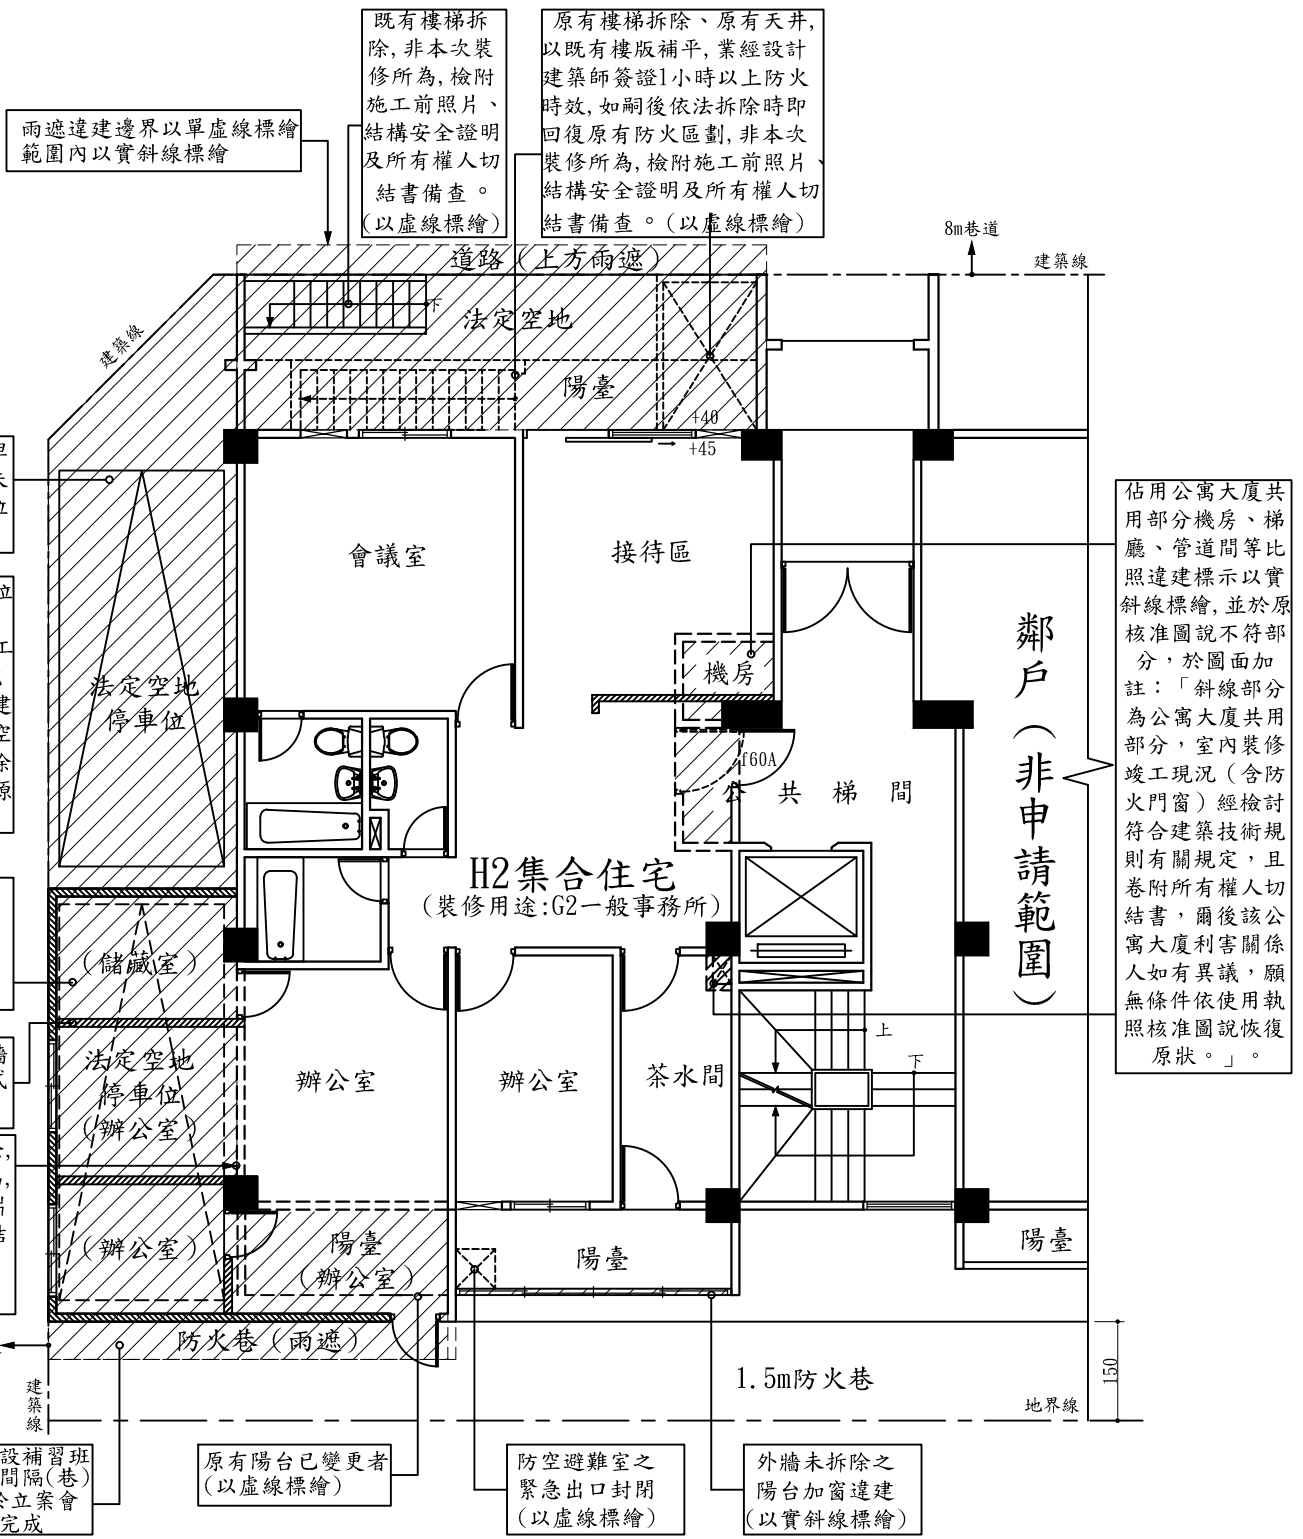 既有樓梯拆
除,非本次裝
修所為,檢附
施工前照片、
結構安全證明
及所有權人切
結書備查。
(以虛線標繪)
原有樓梯拆除、原有天井,
以既有樓版補平,業經設計
建築師簽證1小時以上防火
時效,如嗣後依法拆除時即
回復原有防火區劃,非本次
裝修所為,檢附施工前照片、
結構安全證明及所有權人切
結書備查。(以虛線標繪)
雨遮違建邊界以單虛線標繪
範圍內以實斜線標繪
8m巷道
建築線
道路(上方雨遮)
下
法定空地
建築線
陽臺
+40
+45
位
位
建
空
除
源
會議室
接待區
機房
法定空地
停車位
f60A
公共梯間
鄰戶(非申請範圍)
佔用公寓大廈共
用部分機房、梯
廳、管道間等比
照違建標示以實
斜線標繪,並於原
核准圖說不符部
分,於圖面加
註:「斜線部分
為公寓大廈共用
部分,室內裝修
竣工現況(含防
火門窗)經檢討
符合建築技術規
則有關規定,且
卷附所有權人切
結書,爾後該公
寓大廈利害關係
人如有異議,願
無條件依使用執
照核准圖說恢復
原狀。」。
H2集合住宅
(裝修用途:G2一般事務所)
(儲藏室)
法定空地
停車位
(辦公室)
辦公室
辦公室
茶水間
上
下
(辦公室)
陽臺
(辦公室)
陽臺
陽臺
防火巷(雨遮)
1.5m防火巷
150
建築線
地界線
設補習班
間隔(巷)
於立案會
完成
原有陽台已變更者
(以虛線標繪)
防空避難室之
緊急出口封閉
(以虛線標繪)
外牆未拆除之
陽台加窗違建
(以實斜線標繪)